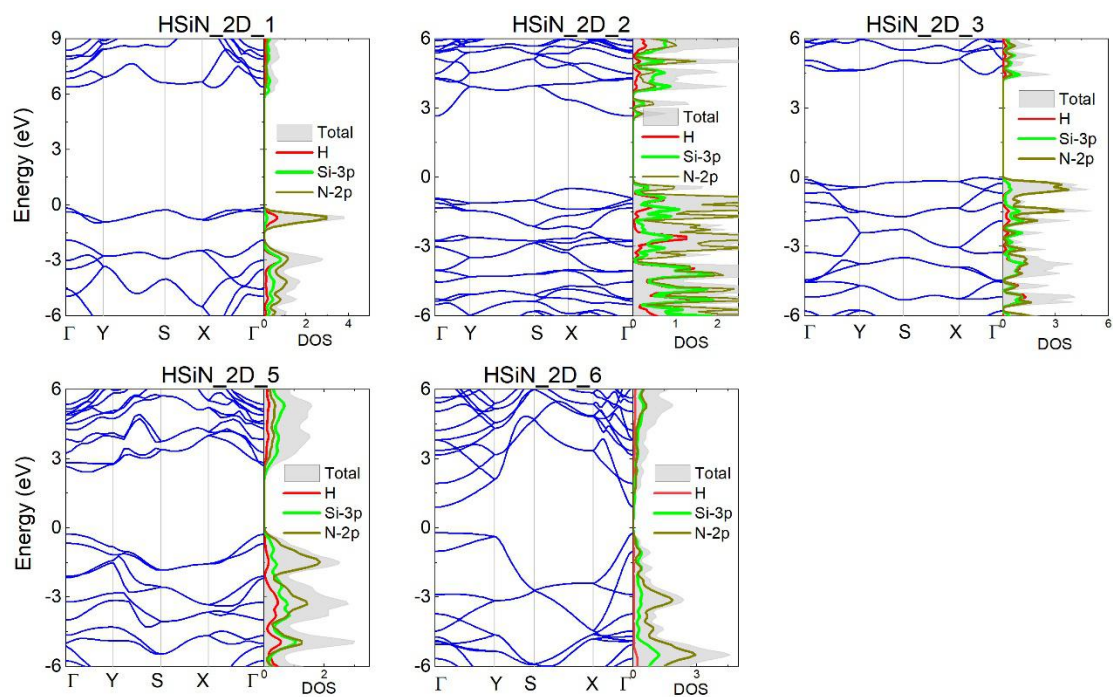 HSiN_2D_1
HSiN_2D_2
HSiN_2D_3
Energy (eV)
9
6
3
0
-3
-6
Total
H
Si-3p
N-2p
Γ Y S X Γ
0 2 4
DOS
6
3
0
-3
-6
Total
H
Si-3p
N-2p
Γ Y S X Γ
0 1 2
DOS
6
3
0
-3
-6
Total
H
Si-3p
N-2p
Γ Y S X Γ
0 3 6
DOS
HSiN_2D_5
HSiN_2D_6
Energy (eV)
6
3
0
-3
-6
Total
H
Si-3p
N-2p
Γ Y S X Γ
0 2
DOS
6
3
0
-3
-6
Total
H
Si-3p
N-2p
Γ Y S X Γ
0 3
DOS